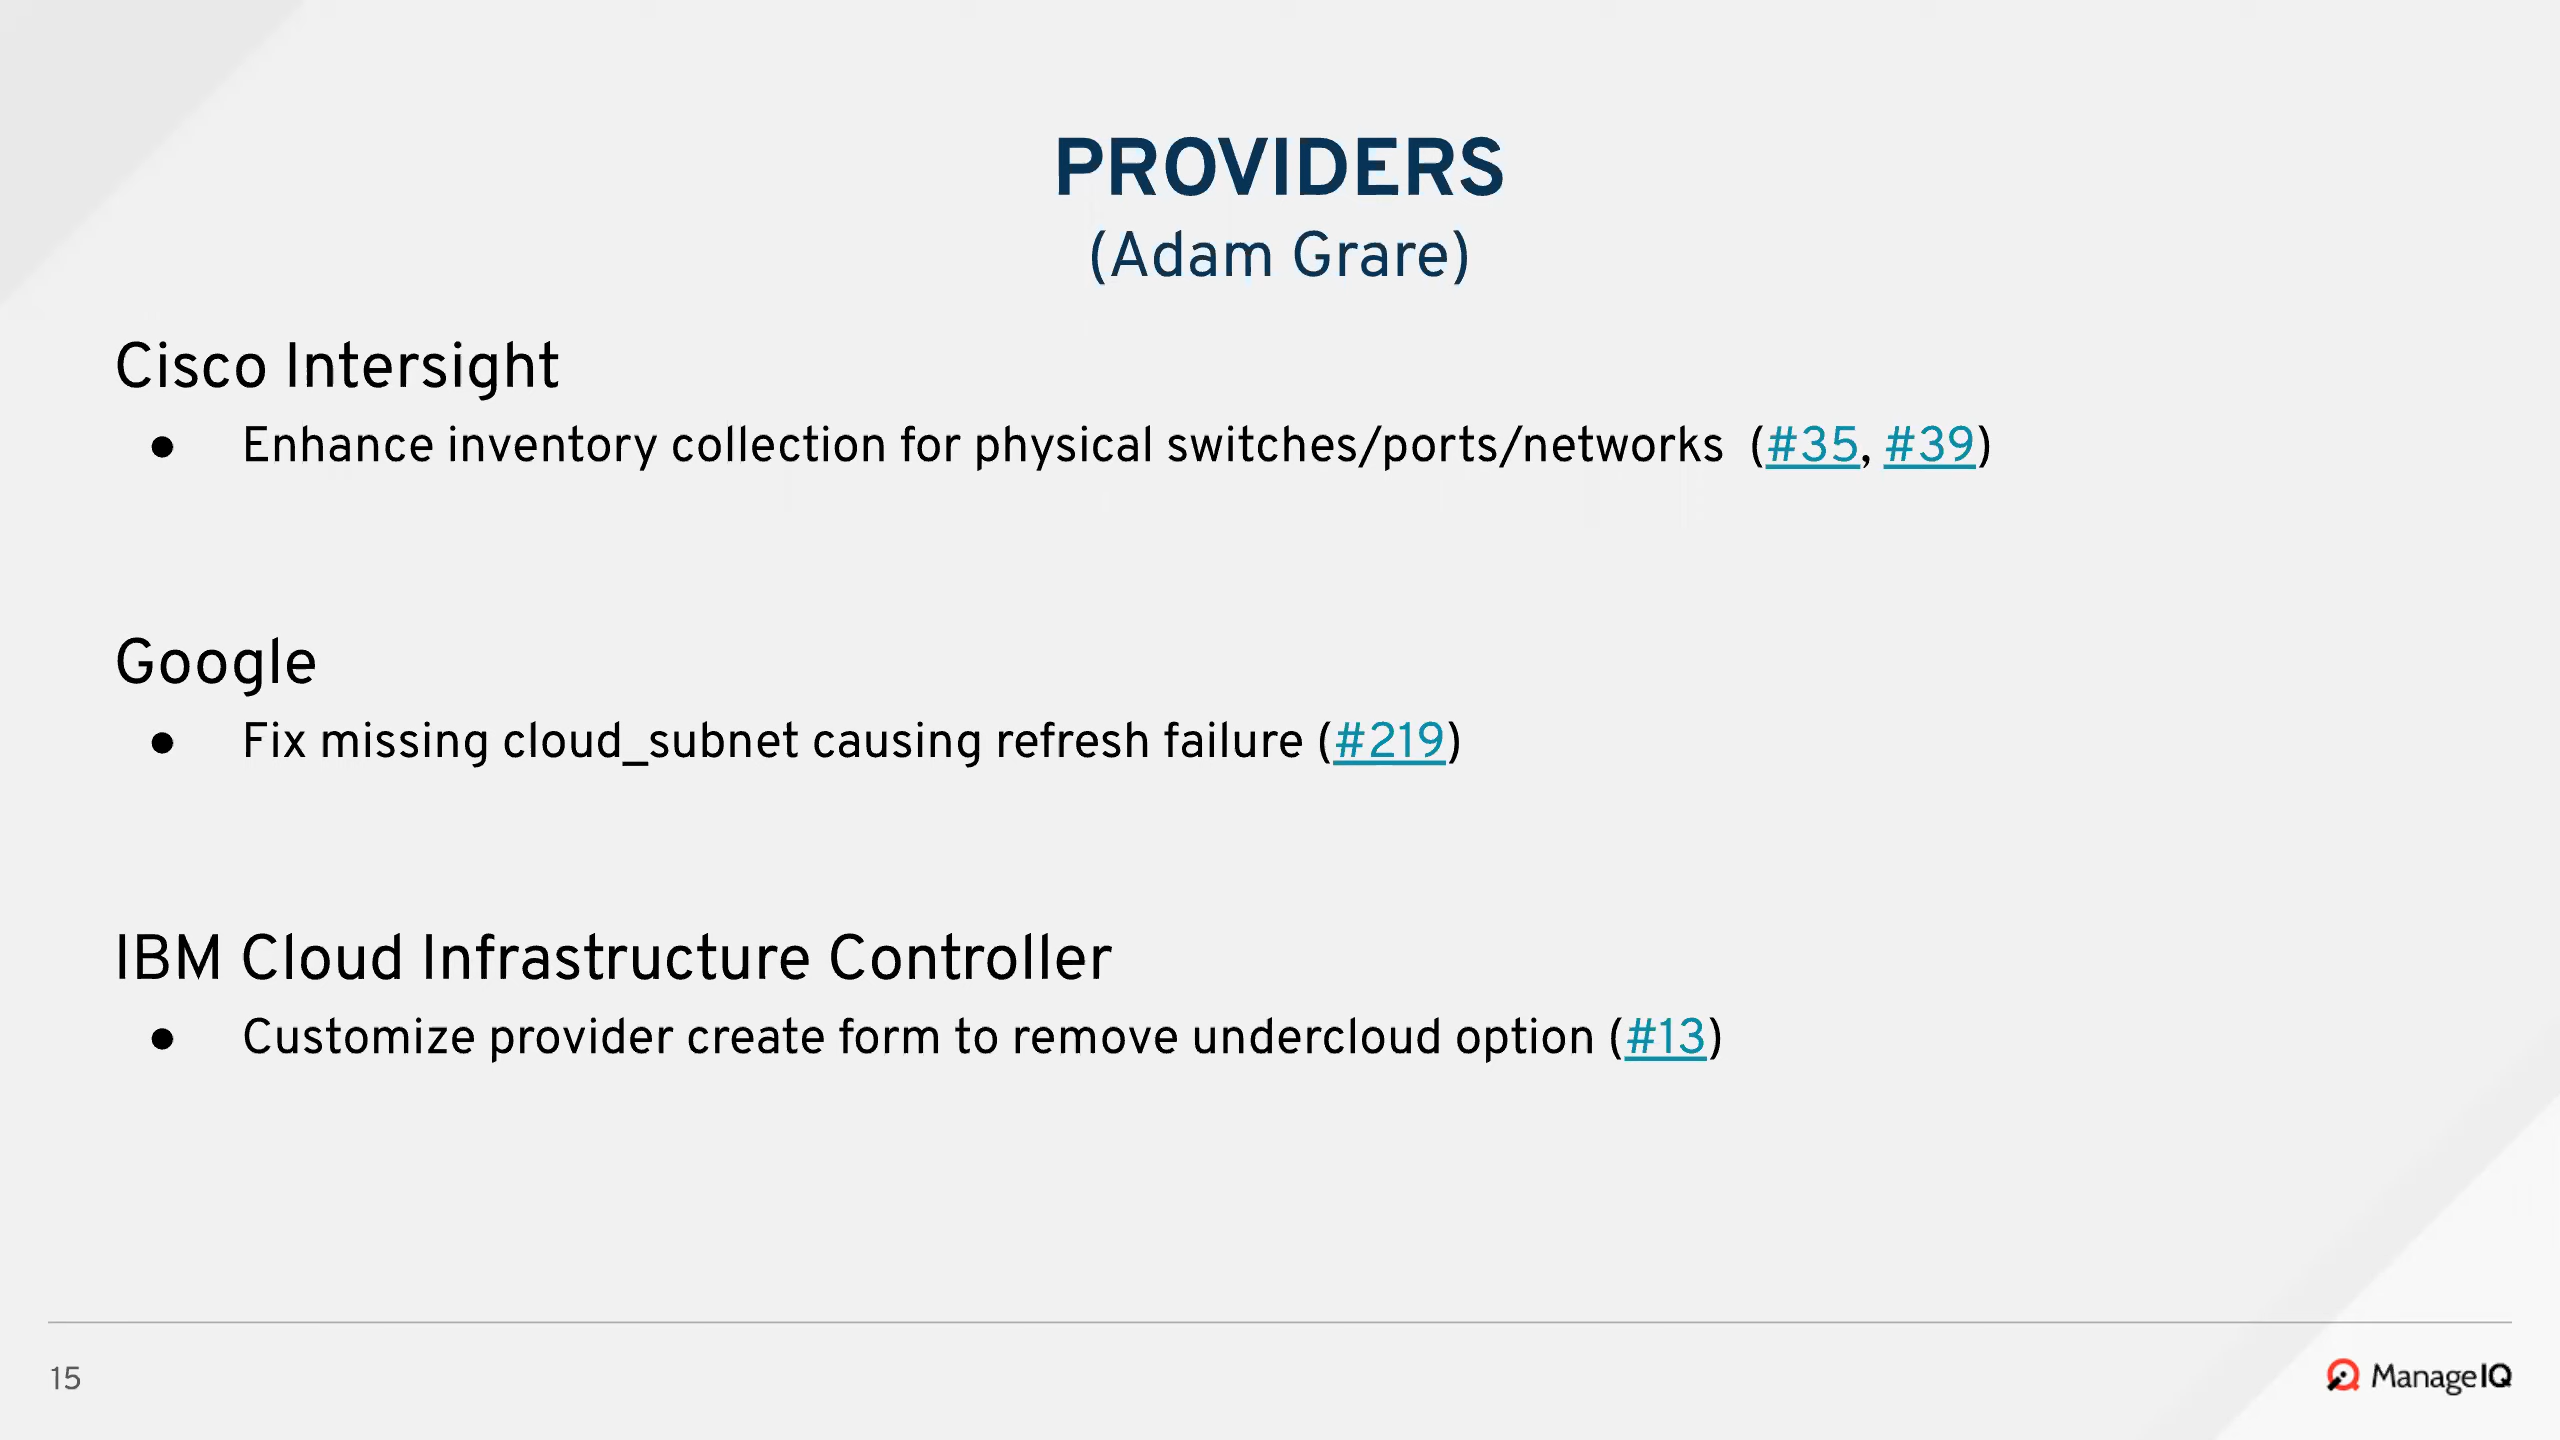 PROVIDERS
(Adam Grare)
Cisco Intersight
● Enhance inventory collection for physical switches/ports/networks  (#35, #39)
Google
● Fix missing cloud_subnet causing refresh failure (#219)
IBM Cloud Infrastructure Controller
● Customize provider create form to remove undercloud option (#13)
15
ManageIQ